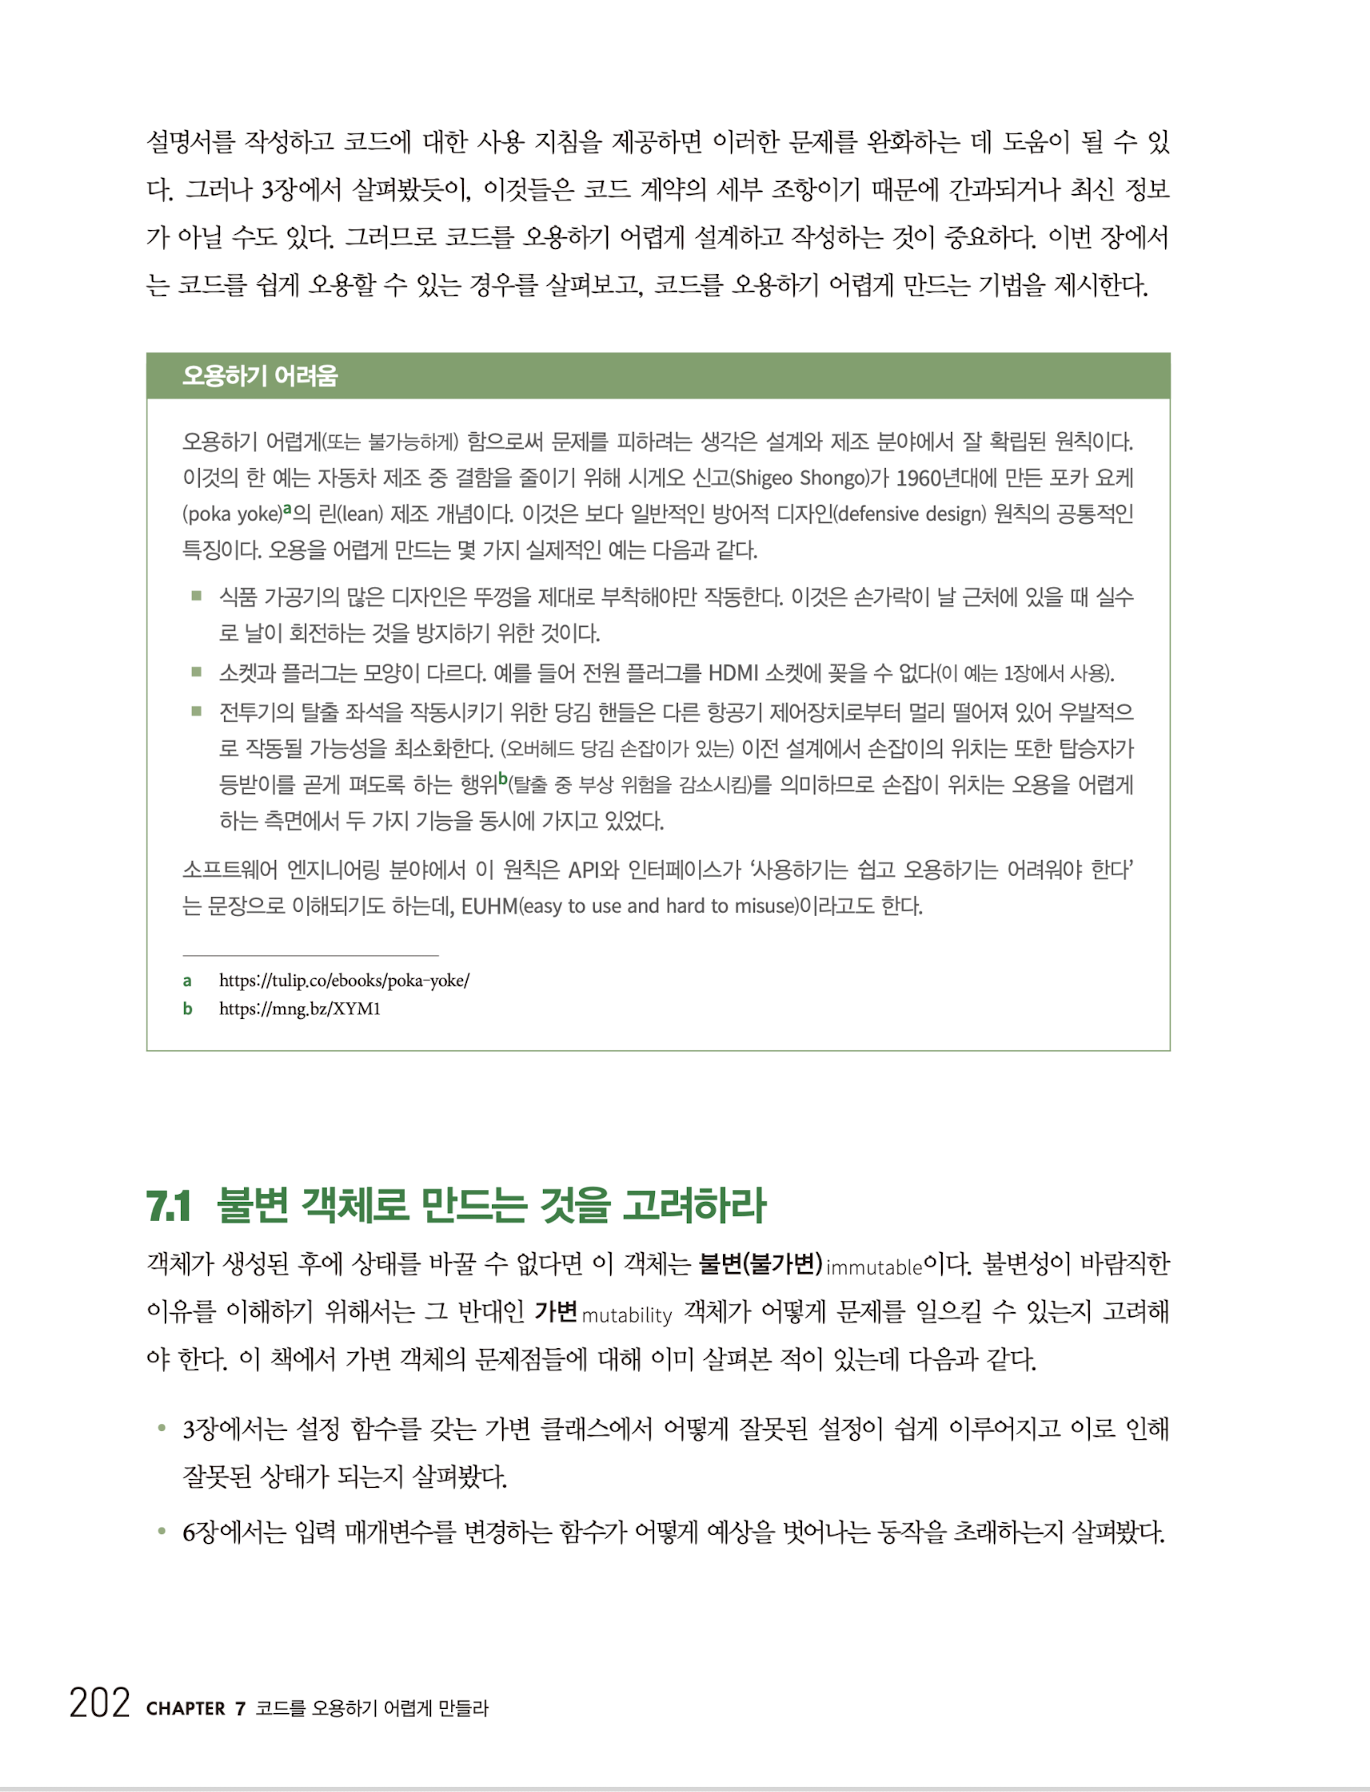 설명서를 작성하고 코드에 대한 사용 지침을 제공하면 이러한 문제를 완화하는 데 도움이 될 수 있
다. 그러나 3장에서 살펴봤듯이, 이것들은 코드 계약의 세부 조항이기 때문에 간과되거나 최신 정보
가 아닐 수도 있다. 그러므로 코드를 오용하기 어렵게 설계하고 작성하는 것이 중요하다. 이번 장에서
는 코드를 쉽게 오용할 수 있는 경우를 살펴보고, 코드를 오용하기 어렵게 만드는 기법을 제시한다.
오용하기 어려움
오용하기 어렵게(또는 불가능하게) 함으로써 문제를 피하려는 생각은 설계와 제조 분야에서 잘 확립된 원칙이다.
이것의 한 예는 자동차 제조 중 결함을 줄이기 위해 시게오 신고(Shigeo Shongo)가 1960년대에 만든 포카 요케
(poka yoke)a의 린(lean) 제조 개념이다. 이것은 보다 일반적인 방어적 디자인(defensive design) 원칙의 공통적인
특징이다. 오용을 어렵게 만드는 몇 가지 실제적인 예는 다음과 같다.
■ 식품 가공기의 많은 디자인은 뚜껑을 제대로 부착해야만 작동한다. 이것은 손가락이 날 근처에 있을 때 실수
로 날이 회전하는 것을 방지하기 위한 것이다.
■ 소켓과 플러그는 모양이 다르다. 예를 들어 전원 플러그를 HDMI 소켓에 꽂을 수 없다(이 예는 1장에서 사용).
■ 전투기의 탈출 좌석을 작동시키기 위한 당김 핸들은 다른 항공기 제어장치로부터 멀리 떨어져 있어 우발적으
로 작동될 가능성을 최소화한다. (오버헤드 당김 손잡이가 있는) 이전 설계에서 손잡이의 위치는 또한 탑승자가
등받이를 곧게 펴도록 하는 행위b(탈출 중 부상 위험을 감소시킴)를 의미하므로 손잡이 위치는 오용을 어렵게
하는 측면에서 두 가지 기능을 동시에 가지고 있었다.
소프트웨어 엔지니어링 분야에서 이 원칙은 API와 인터페이스가 ‘사용하기는 쉽고 오용하기는 어려워야 한다’
는 문장으로 이해되기도 하는데, EUHM(easy to use and hard to misuse)이라고도 한다.
a https://tulip.co/ebooks/poka-yoke/
b https://mng.bz/XYM1
7.1 불변 객체로 만드는 것을 고려하라
객체가 생성된 후에 상태를 바꿀 수 없다면 이 객체는 불변(불가변)immutable이다. 불변성이 바람직한
이유를 이해하기 위해서는 그 반대인 가변mutability 객체가 어떻게 문제를 일으킬 수 있는지 고려해
야 한다. 이 책에서 가변 객체의 문제점들에 대해 이미 살펴본 적이 있는데 다음과 같다.
• 3장에서는 설정 함수를 갖는 가변 클래스에서 어떻게 잘못된 설정이 쉽게 이루어지고 이로 인해
잘못된 상태가 되는지 살펴봤다.
• 6장에서는 입력 매개변수를 변경하는 함수가 어떻게 예상을 벗어나는 동작을 초래하는지 살펴봤다.
202 CHAPTER 7 코드를 오용하기 어렵게 만들라